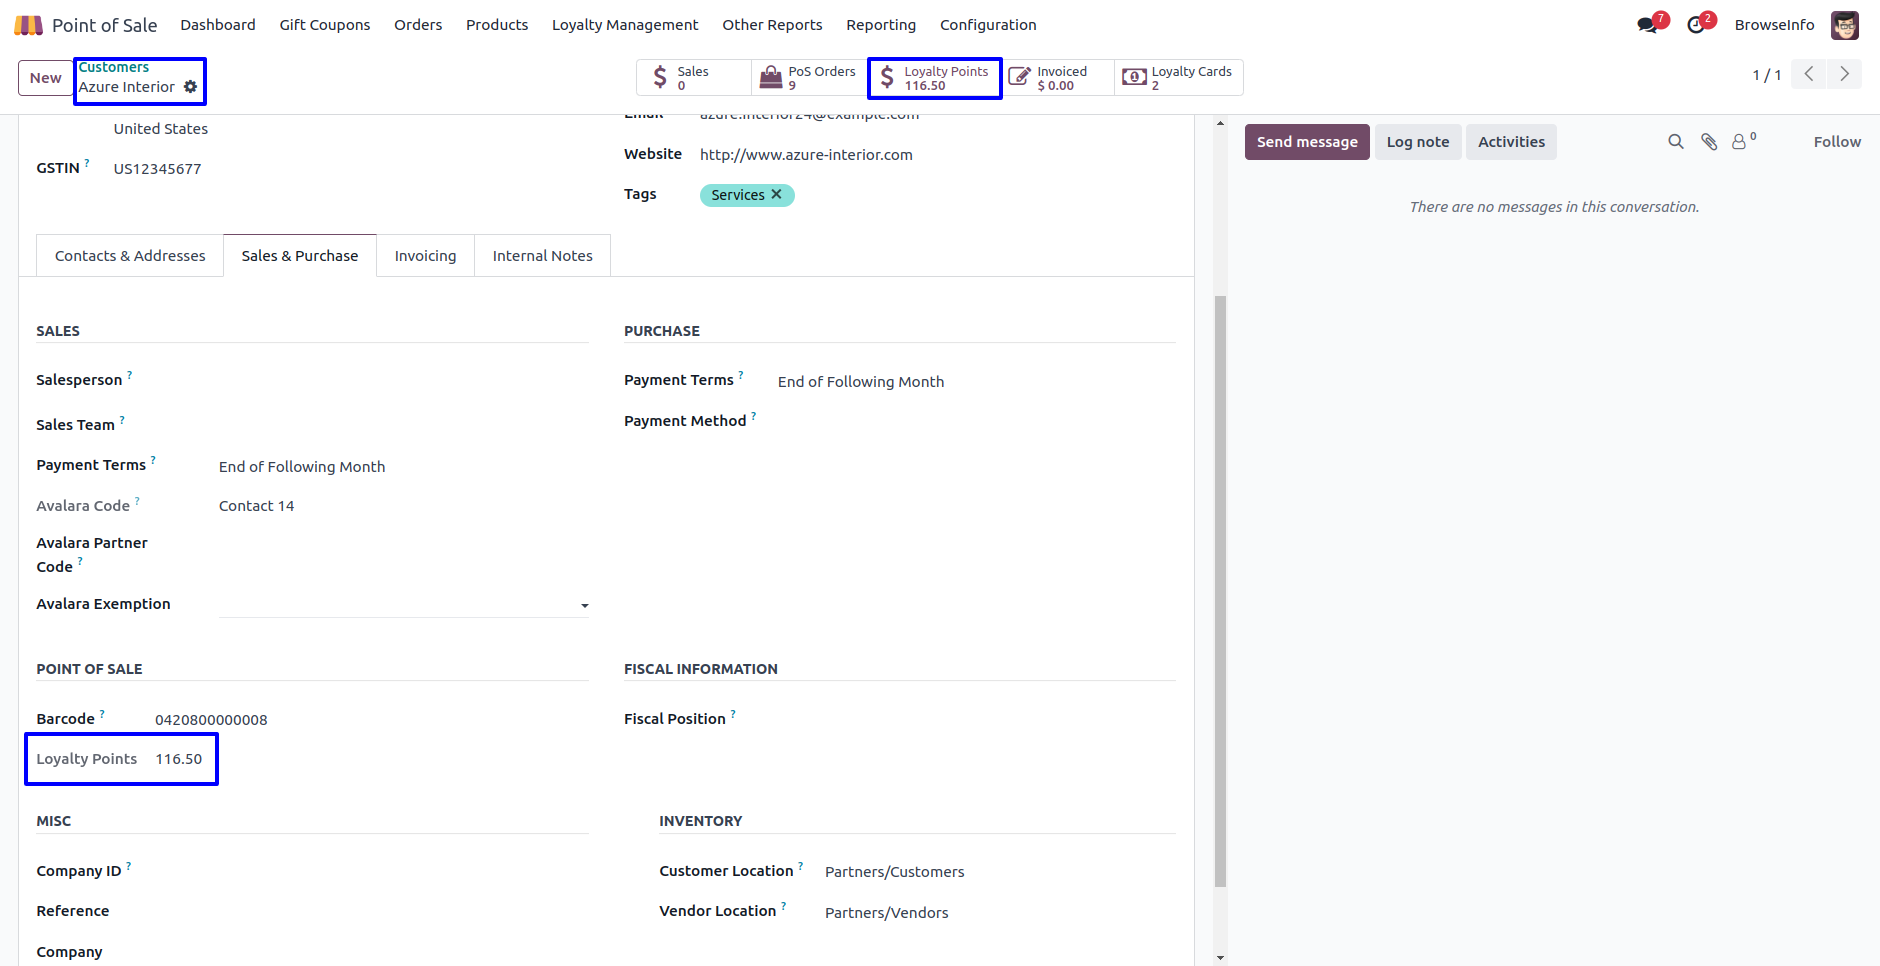 Point of Sale Dashboard Gift Coupons Orders Products Loyalty Management Other Reports Reporting Configuration 7 2 BrowseInfo
New Customers
Azure Interior
Sales
0
PoS Orders
9
Loyalty Points
116.50
Invoiced
$ 0.00
Loyalty Cards
2
1 / 1
United States
GSTIN ? US12345677
Email azure.interior24@example.com
Website http://www.azure-interior.com
Tags Services
Send message Log note Activities 0 Follow
There are no messages in this conversation.
Contacts & Addresses Sales & Purchase Invoicing Internal Notes
SALES
Salesperson ?
Sales Team ?
Payment Terms ? End of Following Month
Avalara Code ? Contact 14
Avalara Partner
Code ?
Avalara Exemption
PURCHASE
Payment Terms ? End of Following Month
Payment Method ?
POINT OF SALE
Barcode ? 0420800000008
Loyalty Points 116.50
FISCAL INFORMATION
Fiscal Position ?
MISC
Company ID ?
Reference
Company
INVENTORY
Customer Location ? Partners/Customers
Vendor Location ? Partners/Vendors